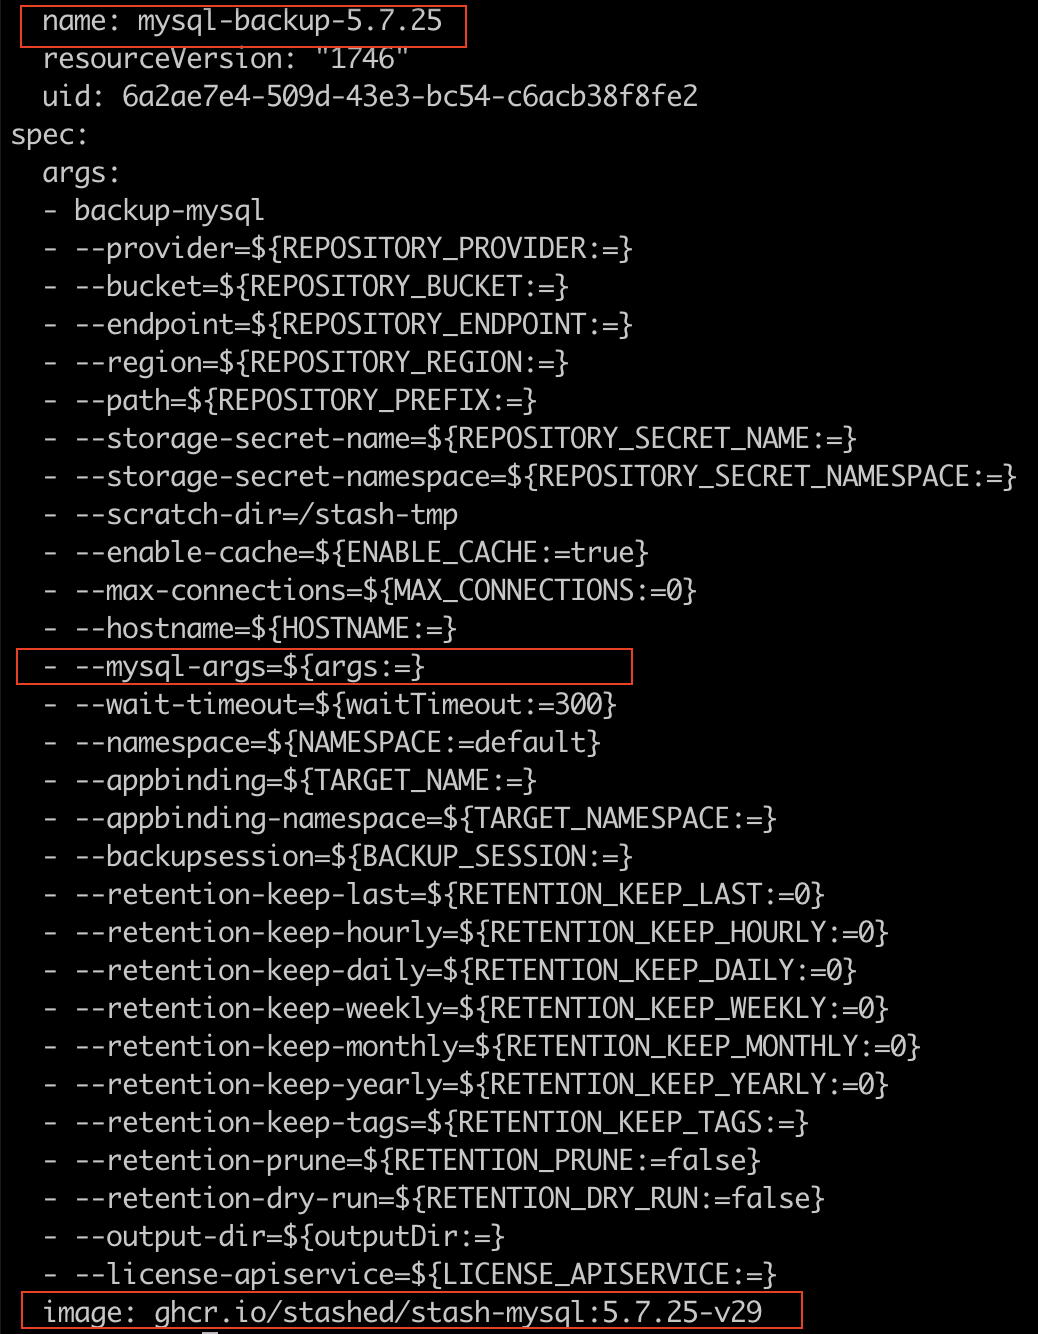 name: mysql-backup-5.7.25
resourceVersion: "1746"
uid: 6a2ae7e4-509d-43e3-bc54-c6acb38f8fe2
spec:
args:
- backup-mysql
- --provider=${REPOSITORY_PROVIDER:=}
- --bucket=${REPOSITORY_BUCKET:=}
- --endpoint=${REPOSITORY_ENDPOINT:=}
- --region=${REPOSITORY_REGION:=}
- --path=${REPOSITORY_PREFIX:=}
- --storage-secret-name=${REPOSITORY_SECRET_NAME:=}
- --storage-secret-namespace=${REPOSITORY_SECRET_NAMESPACE:=}
- --scratch-dir=/stash-tmp
- --enable-cache=${ENABLE_CACHE:=true}
- --max-connections=${MAX_CONNECTIONS:=0}
- --hostname=${HOSTNAME:=}
- --mysql-args=${args:=}
- --wait-timeout=${waitTimeout:=300}
- --namespace=${NAMESPACE:=default}
- --appbinding=${TARGET_NAME:=}
- --appbinding-namespace=${TARGET_NAMESPACE:=}
- --backupsession=${BACKUP_SESSION:=}
- --retention-keep-last=${RETENTION_KEEP_LAST:=0}
- --retention-keep-hourly=${RETENTION_KEEP_HOURLY:=0}
- --retention-keep-daily=${RETENTION_KEEP_DAILY:=0}
- --retention-keep-weekly=${RETENTION_KEEP_WEEKLY:=0}
- --retention-keep-monthly=${RETENTION_KEEP_MONTHLY:=0}
- --retention-keep-yearly=${RETENTION_KEEP_YEARLY:=0}
- --retention-keep-tags=${RETENTION_KEEP_TAGS:=}
- --retention-prune=${RETENTION_PRUNE:=false}
- --retention-dry-run=${RETENTION_DRY_RUN:=false}
- --output-dir=${outputDir:=}
- --license-apiservice=${LICENSE_APISERVICE:=}
image: ghcr.io/stashed/stash-mysql:5.7.25-v29